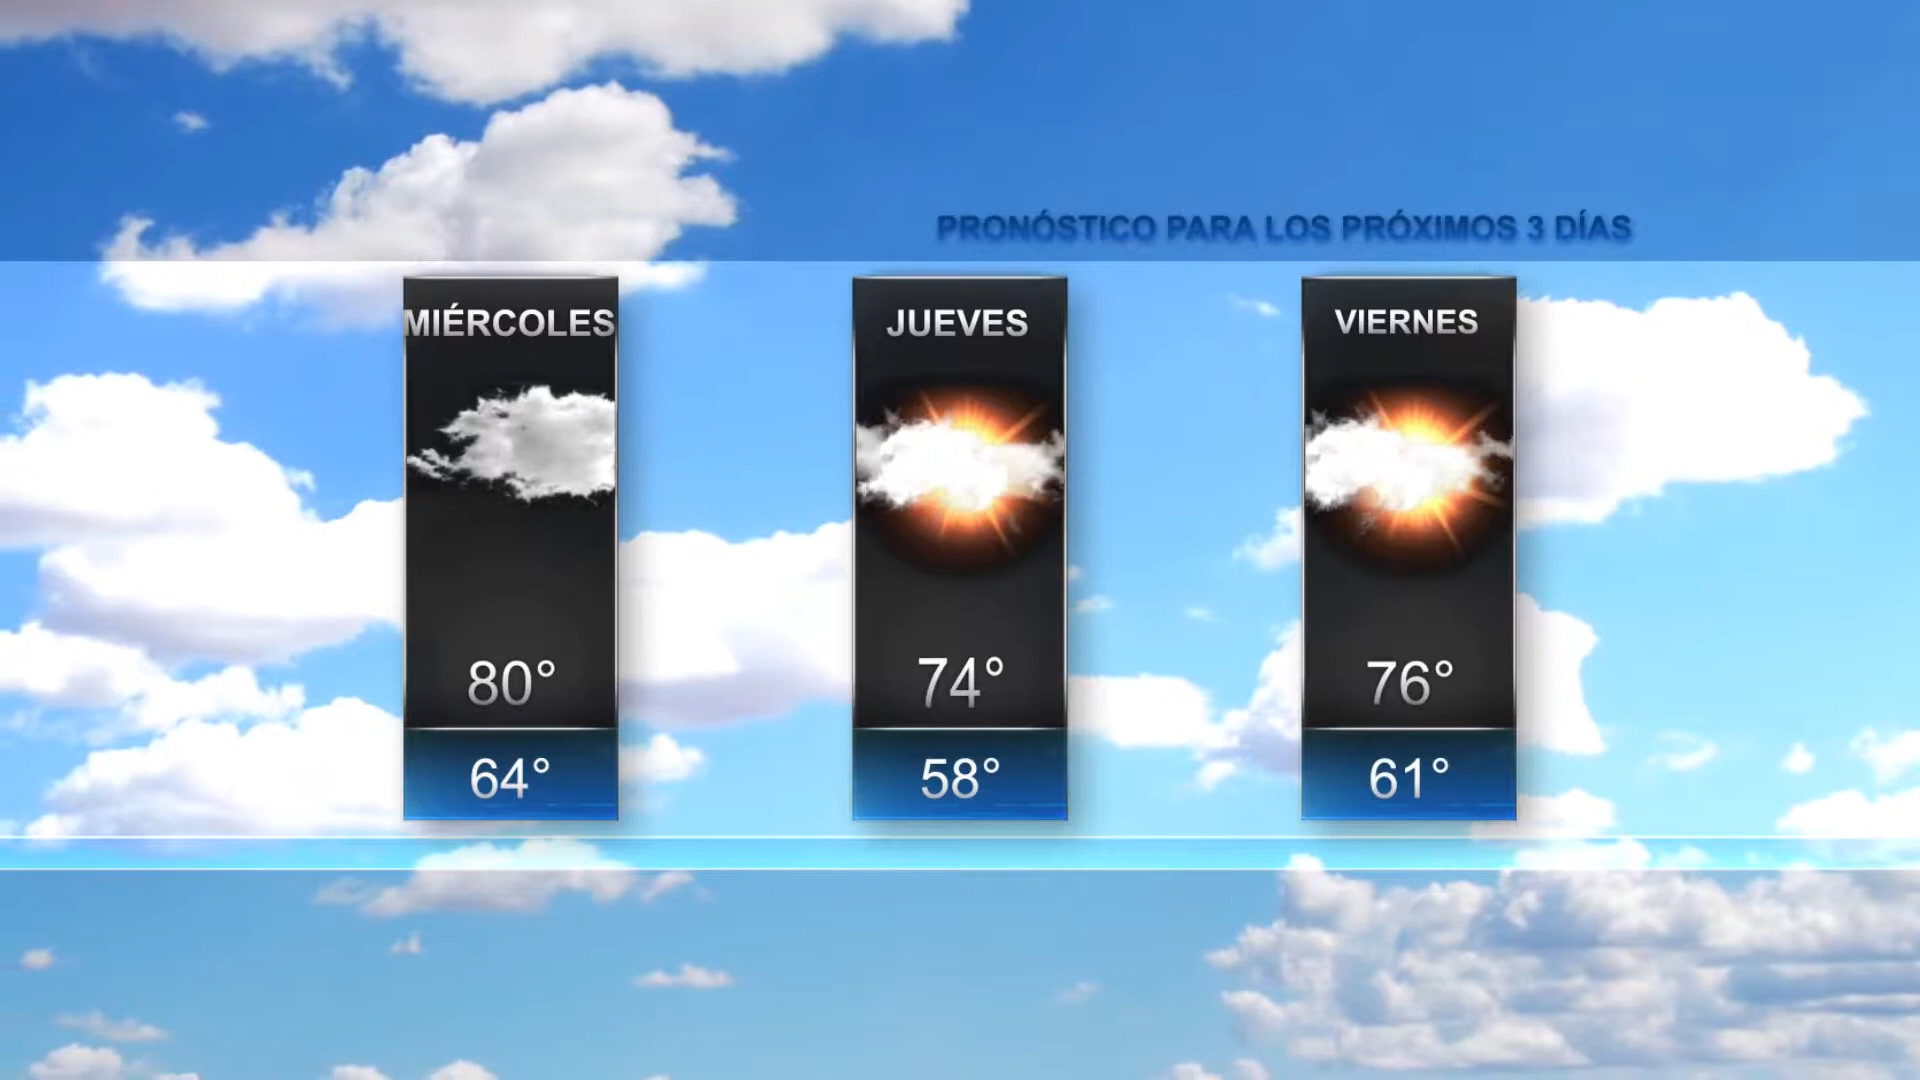 PRONÓSTICO PARA LOS PRÓXIMOS 3 DÍAS
MIÉRCOLES
80°
64°
JUEVES
74°
58°
VIERNES
76°
61°